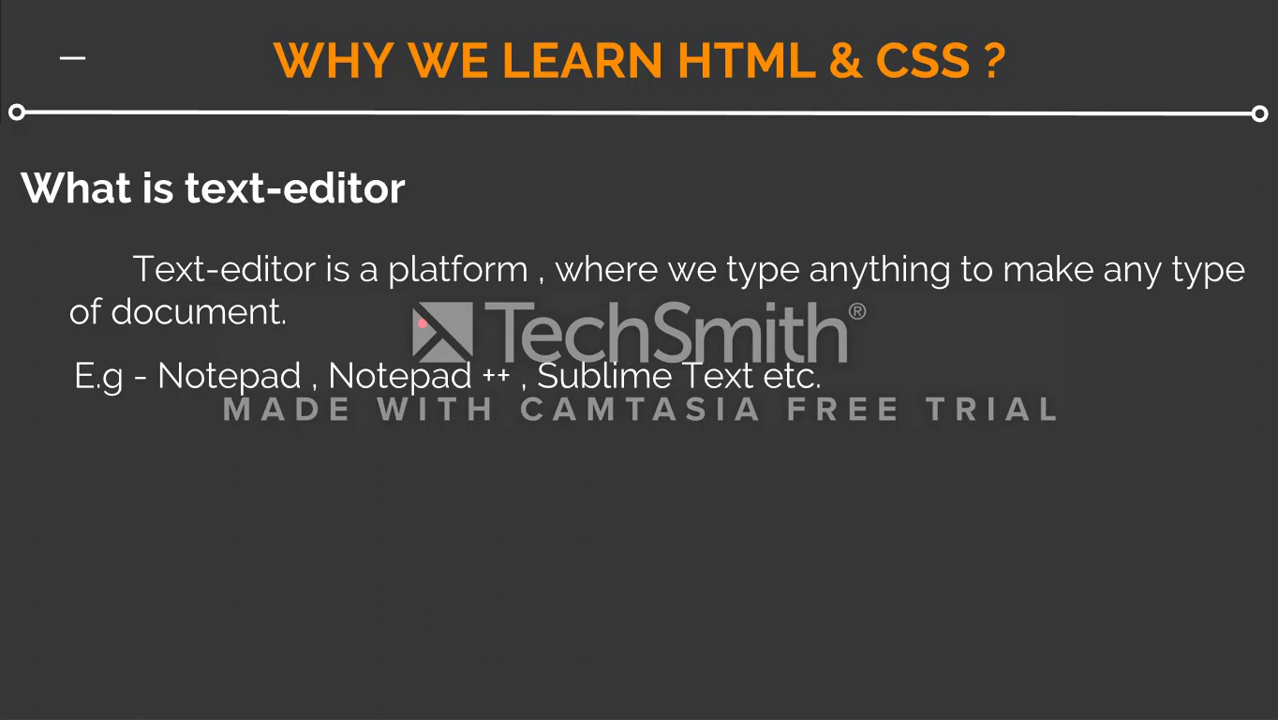 WHY WE LEARN HTML & CSS ?
What is text-editor
Text-editor is a platform , where we type anything to make any type
of document.
TechSmith®
E.g - Notepad , Notepad ++ , Sublime Text etc.
MADE WITH CAMTASIA FREE TRIAL